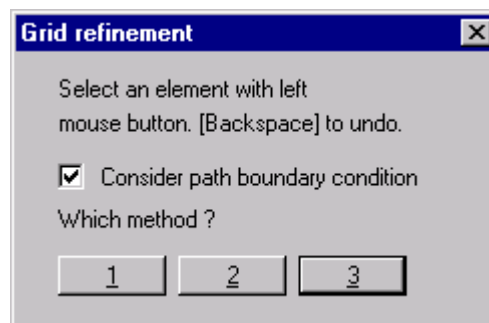 Grid refinement
Select an element with left
mouse button. [Backspace] to undo.
Consider path boundary condition
Which method ?
1 2 3